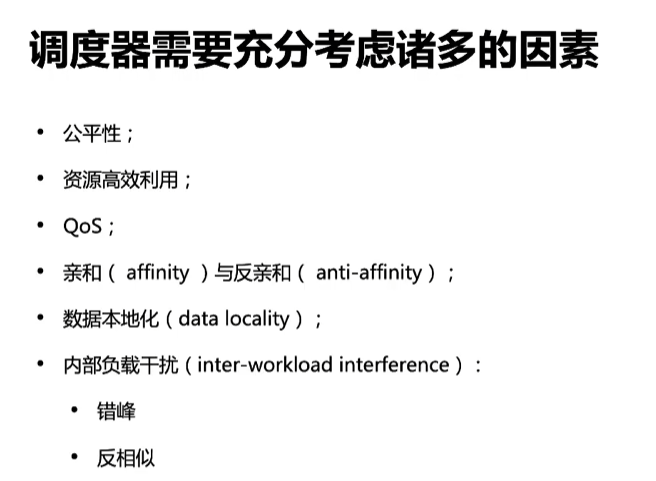 调度器需要充分考虑诸多的因素
• 公平性；
• 资源高效利用；
• QoS；
• 亲和（ affinity ）与反亲和（ anti-affinity）；
• 数据本地化（data locality）；
• 内部负载干扰（inter-workload interference）：
• 错峰
• 反相似